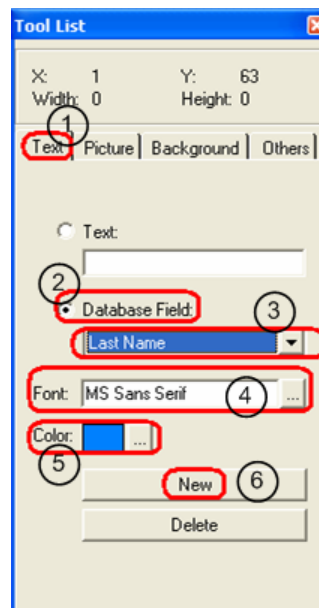 Tool List
X: 1 Y: 63
Width: 0 Height: 0
1
Text Picture Background Others
Text:
2
Database Field:
3
Last Name
Font: MS Sans Serif ...
4
Color: ...
5
New
6
Delete